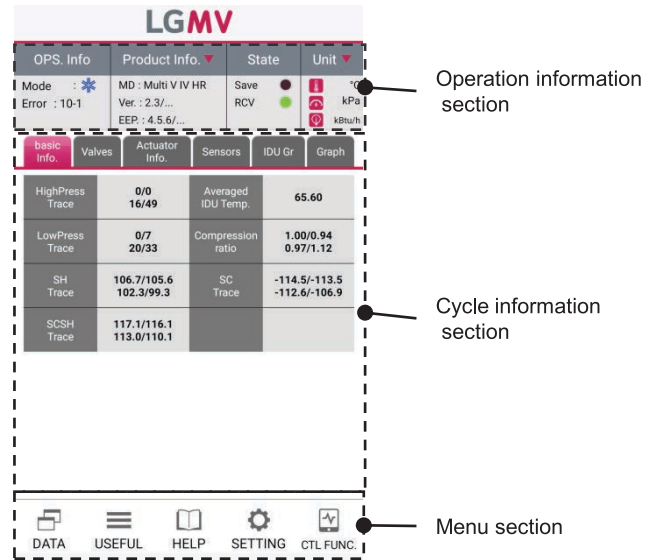 LGMV
OPS. Info
Product Info.
State
Unit
Mode :
MD : Multi V IV HR
Save
°C
Error : 10-1
Ver. : 2.3/...
RCV
kPa
EEP. : 4.5.6/...
kBtu/h
Operation information
section
basic
Info.
Valves
Actuator
Info.
Sensors
IDU Gr
Graph
HighPress
Trace
0/0
16/49
Averaged
IDU Temp.
65.60
LowPress
Trace
0/7
20/33
Compression
ratio
1.00/0.94
0.97/1.12
SH
Trace
106.7/105.6
102.3/99.3
SC
Trace
-114.5/-113.5
-112.6/-106.9
SCSH
Trace
117.1/116.1
113.0/110.1
Cycle information
section
DATA
USEFUL
HELP
SETTING
CTL FUNC.
Menu section